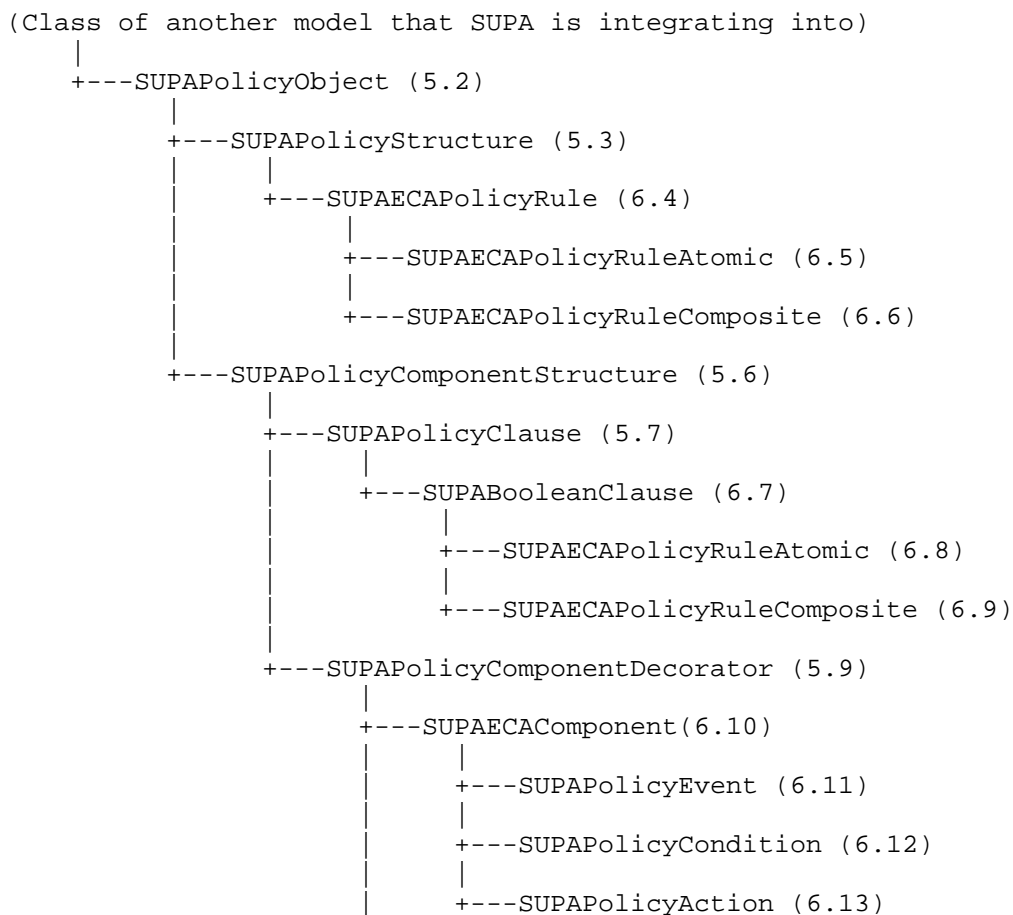 (Class of another model that SUPA is integrating into)
    |
    +---SUPAPolicyObject (5.2)
            |
            +---SUPAPolicyStructure (5.3)
            |       |
            |       +---SUPAECAPolicyRule (6.4)
            |               |
            |               +---SUPAECAPolicyRuleAtomic (6.5)
            |               |
            |               +---SUPAECAPolicyRuleComposite (6.6)
            |
            +---SUPAPolicyComponentStructure (5.6)
                    |
                    +---SUPAPolicyClause (5.7)
                    |       |
                    |       +---SUPABooleanClause (6.7)
                    |               |
                    |               +---SUPAECAPolicyRuleAtomic (6.8)
                    |               |
                    |               +---SUPAECAPolicyRuleComposite (6.9)
                    |
                    +---SUPAPolicyComponentDecorator (5.9)
                            |
                            +---SUPAECAComponent(6.10)
                            |       |
                            |       +---SUPAPolicyEvent (6.11)
                            |       |
                            |       +---SUPAPolicyCondition (6.12)
                            |       |
                            |       +---SUPAPolicyAction (6.13)